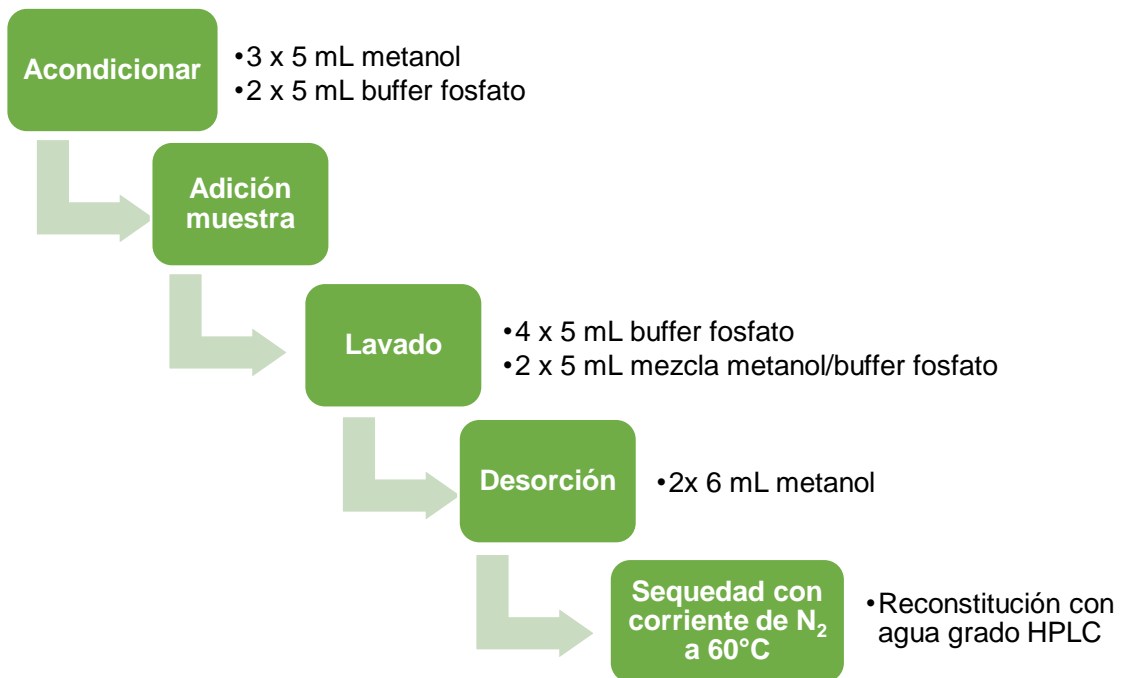 Acondicionar
•3 x 5 mL metanol
•2 x 5 mL buffer fosfato
Adición
muestra
Lavado
•4 x 5 mL buffer fosfato
•2 x 5 mL mezcla metanol/buffer fosfato
Desorción
•2x 6 mL metanol
Sequedad con
corriente de N₂
a 60°C
•Reconstitución con
agua grado HPLC